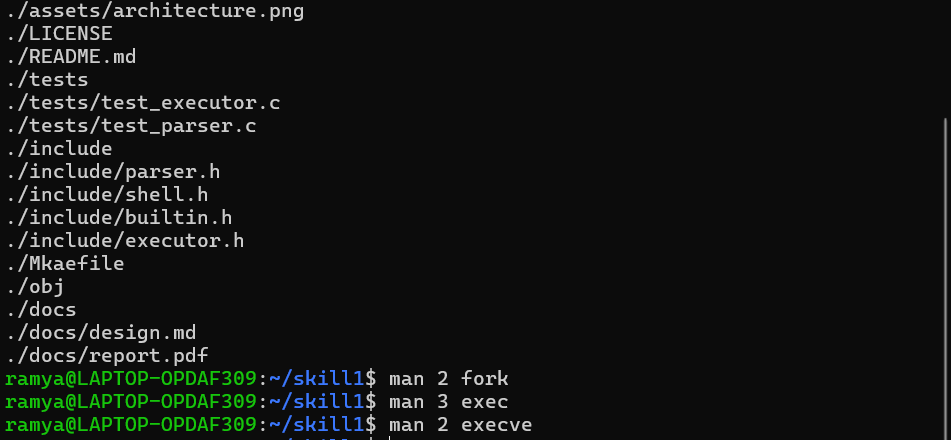 ./assets/architecture.png
./LICENSE
./README.md
./tests
./tests/test_executor.c
./tests/test_parser.c
./include
./include/parser.h
./include/shell.h
./include/builtin.h
./include/executor.h
./Mkaefile
./obj
./docs
./docs/design.md
./docs/report.pdf
ramya@LAPTOP-OPDAF309:~/skill1$ man 2 fork
ramya@LAPTOP-OPDAF309:~/skill1$ man 3 exec
ramya@LAPTOP-OPDAF309:~/skill1$ man 2 execve